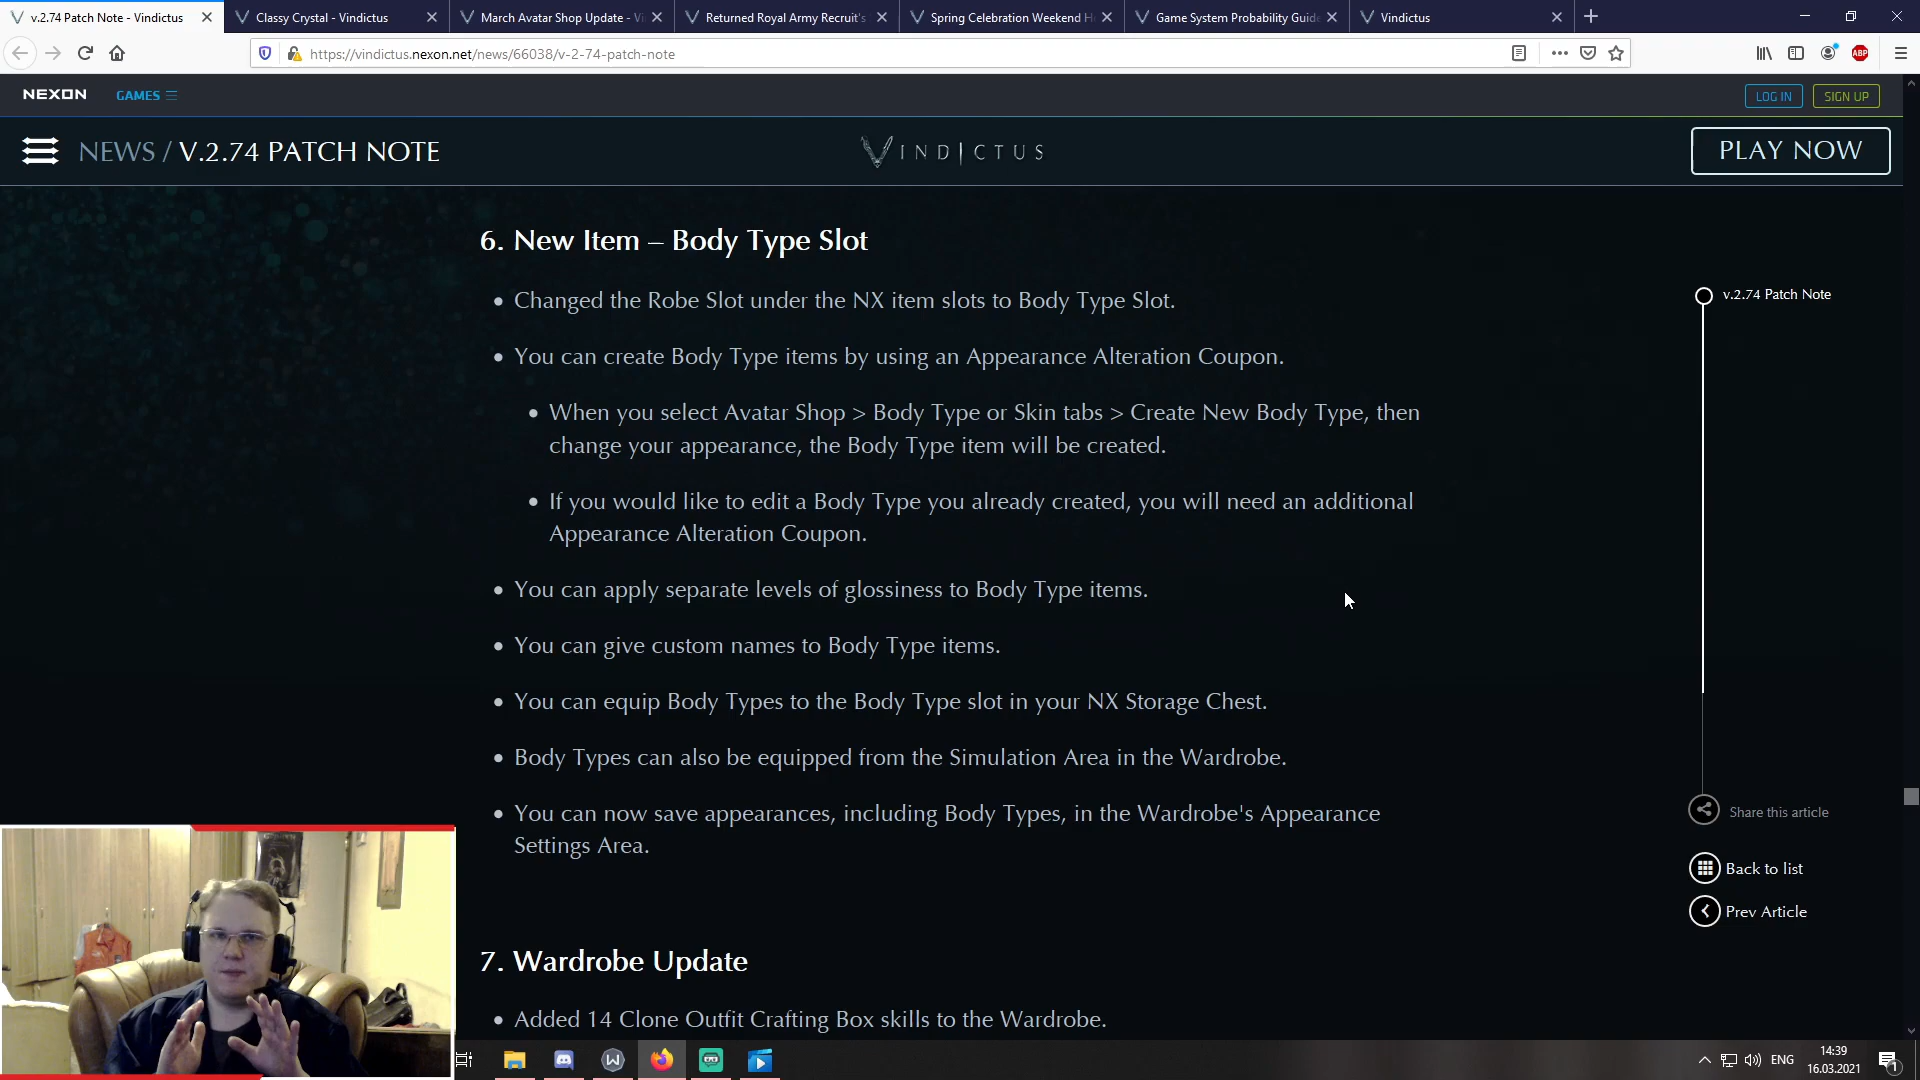 v.2.74 Patch Note - Vindictus
Classy Crystal - Vindictus
March Avatar Shop Update - Vi
Returned Royal Army Recruit's
Spring Celebration Weekend H
Game System Probability Guide
Vindictus
https://vindictus.nexon.net/news/66038/v-2-74-patch-note
ABP
NEXON
GAMES
LOG IN
SIGN UP
NEWS / V.2.74 PATCH NOTE
VINDICTUS
PLAY NOW
6. New Item – Body Type Slot
• Changed the Robe Slot under the NX item slots to Body Type Slot.
• You can create Body Type items by using an Appearance Alteration Coupon.
• When you select Avatar Shop > Body Type or Skin tabs > Create New Body Type, then
change your appearance, the Body Type item will be created.
• If you would like to edit a Body Type you already created, you will need an additional
Appearance Alteration Coupon.
• You can apply separate levels of glossiness to Body Type items.
• You can give custom names to Body Type items.
• You can equip Body Types to the Body Type slot in your NX Storage Chest.
• Body Types can also be equipped from the Simulation Area in the Wardrobe.
• You can now save appearances, including Body Types, in the Wardrobe's Appearance
Settings Area.
7. Wardrobe Update
• Added 14 Clone Outfit Crafting Box skills to the Wardrobe.
v.2.74 Patch Note
Share this article
Back to list
Prev Article
ENG
14:39
16.03.2021
1